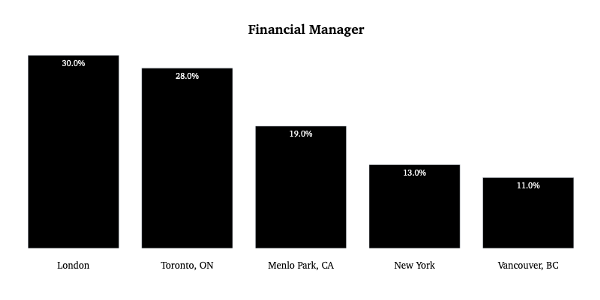 Financial Manager
30.0%
28.0%
19.0%
13.0%
11.0%
London
Toronto, ON
Menlo Park, CA
New York
Vancouver, BC